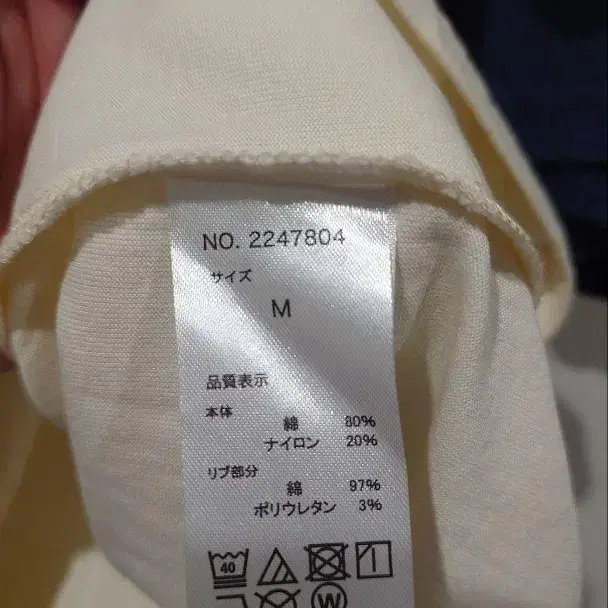 NO. 2247804
サイズ
M
品質表示
本体
綿 80%
ナイロン 20%
リブ部分
綿 97%
ポリウレタン 3%
40
W